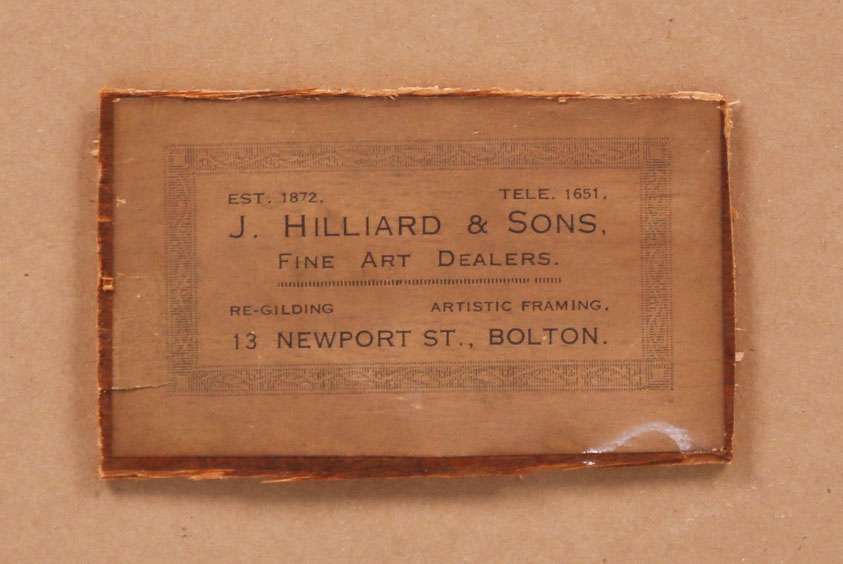 EST. 1872. TELE. 1651.
J. HILLIARD & SONS,
FINE ART DEALERS.
RE-GILDING ARTISTIC FRAMING.
13 NEWPORT ST., BOLTON.